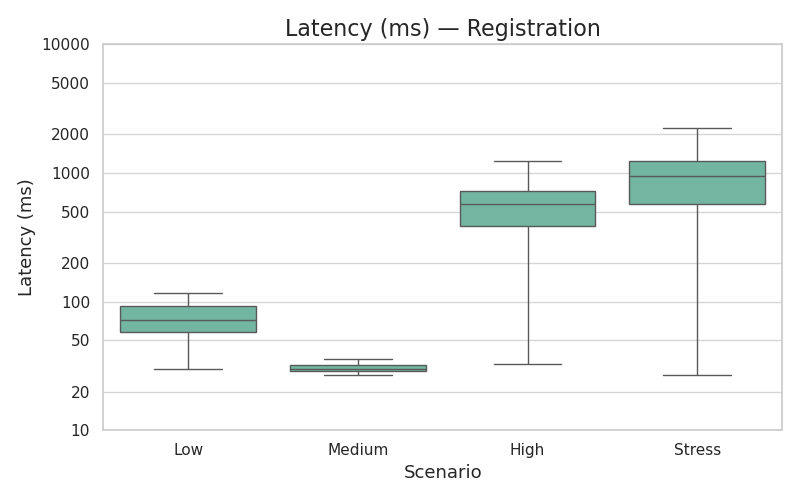 Latency (ms) — Registration
10000
5000
2000
1000
500
200
100
50
20
10
Latency (ms)
Low Medium High Stress
Scenario